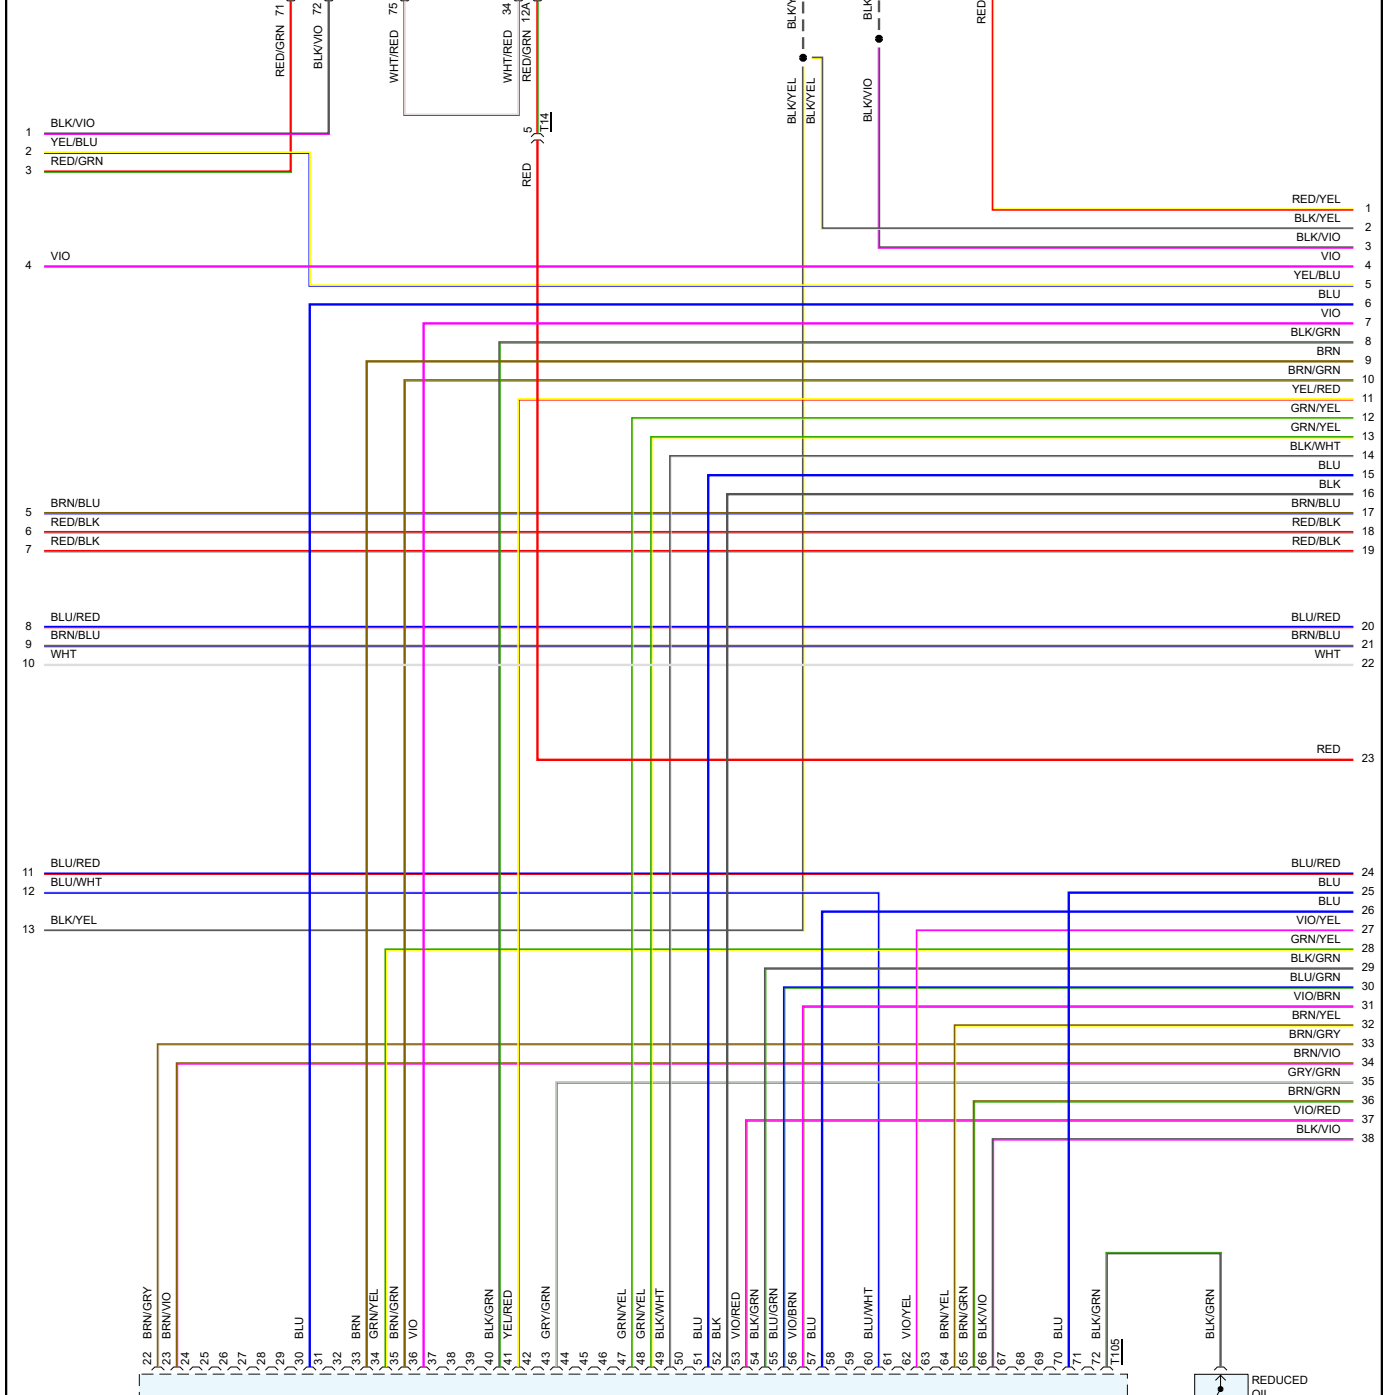 71
72
75
34
12A
RED/GRN
BLK/VIO
WHT/RED
WHT/RED
RED/GRN
BLK/YEL
BLK/YEL
BLK/VIO
RED
5
T14
RED
1 BLK/VIO
2 YEL/BLU
3 RED/GRN
4 VIO
5 BRN/BLU
6 RED/BLK
7 RED/BLK
8 BLU/RED
9 BRN/BLU
10 WHT
11 BLU/RED
12 BLU/WHT
13 BLK/YEL
RED/YEL 1
BLK/YEL 2
BLK/VIO 3
VIO 4
YEL/BLU 5
BLU 6
VIO 7
BLK/GRN 8
BRN 9
BRN/GRN 10
YEL/RED 11
GRN/YEL 12
GRN/YEL 13
BLK/WHT 14
BLU 15
BLK 16
BRN/BLU 17
RED/BLK 18
RED/BLK 19
BLU/RED 20
BRN/BLU 21
WHT 22
RED 23
BLU/RED 24
BLU 25
BLU 26
VIO/YEL 27
GRN/YEL 28
BLK/GRN 29
BLU/GRN 30
VIO/BRN 31
BRN/YEL 32
BRN/GRY 33
BRN/VIO 34
GRY/GRN 35
BRN/GRN 36
VIO/RED 37
BLK/VIO 38
22 BRN/GRY
23 BRN/VIO
24
25
26
27
28
29
30 BLU
31
32
33 BRN
34 GRN/YEL
35 BRN/GRN
36 VIO
37
38
39
40 BLK/GRN
41 YEL/RED
42
43 GRY/GRN
44
45
46
47 GRN/YEL
48 GRN/YEL
49 BLK/WHT
50
51 BLU
52 BLK
53 VIO/RED
54 BLK/GRN
55 BLU/GRN
56 VIO/BRN
57 BLU
58
59
60 BLU/WHT
61
62 VIO/YEL
63
64 BRN/YEL
65 BRN/GRN
66 BLK/VIO
67
68
69
70 BLU
71
72 BLK/GRN
T105
BLK/GRN
REDUCED